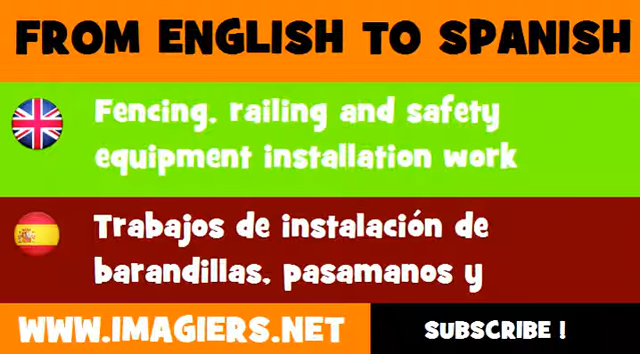 FROM ENGLISH TO SPANISH
Fencing, railing and safety
equipment installation work
Trabajos de instalación de
barandillas, pasamanos y
WWW.IMAGIERS.NET
SUBSCRIBE !